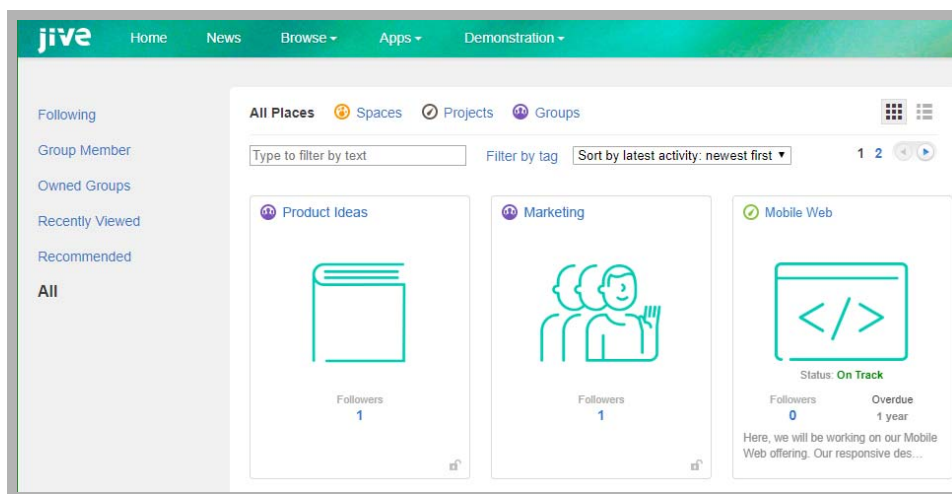 jive Home News Browse Apps Demonstration
Following
Group Member
Owned Groups
Recently Viewed
Recommended
All
All Places Spaces Projects Groups
Type to filter by text Filter by tag Sort by latest activity: newest first 1 2
Product Ideas
Followers
1
Marketing
Followers
1
Mobile Web
</>
Status: On Track
Followers Overdue
0 1 year
Here, we will be working on our Mobile
Web offering. Our responsive des...